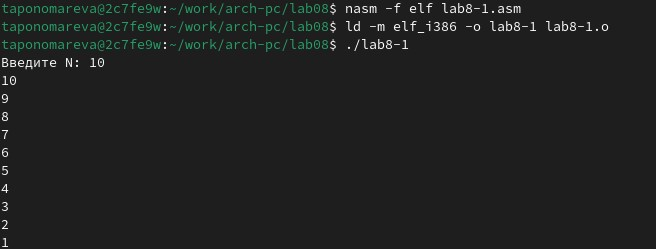 taponomareva@2c7fe9w:~/work/arch-pc/lab08$ nasm -f elf lab8-1.asm
taponomareva@2c7fe9w:~/work/arch-pc/lab08$ ld -m elf_i386 -o lab8-1 lab8-1.o
taponomareva@2c7fe9w:~/work/arch-pc/lab08$ ./lab8-1
Введите N: 10
10
9
8
7
6
5
4
3
2
1